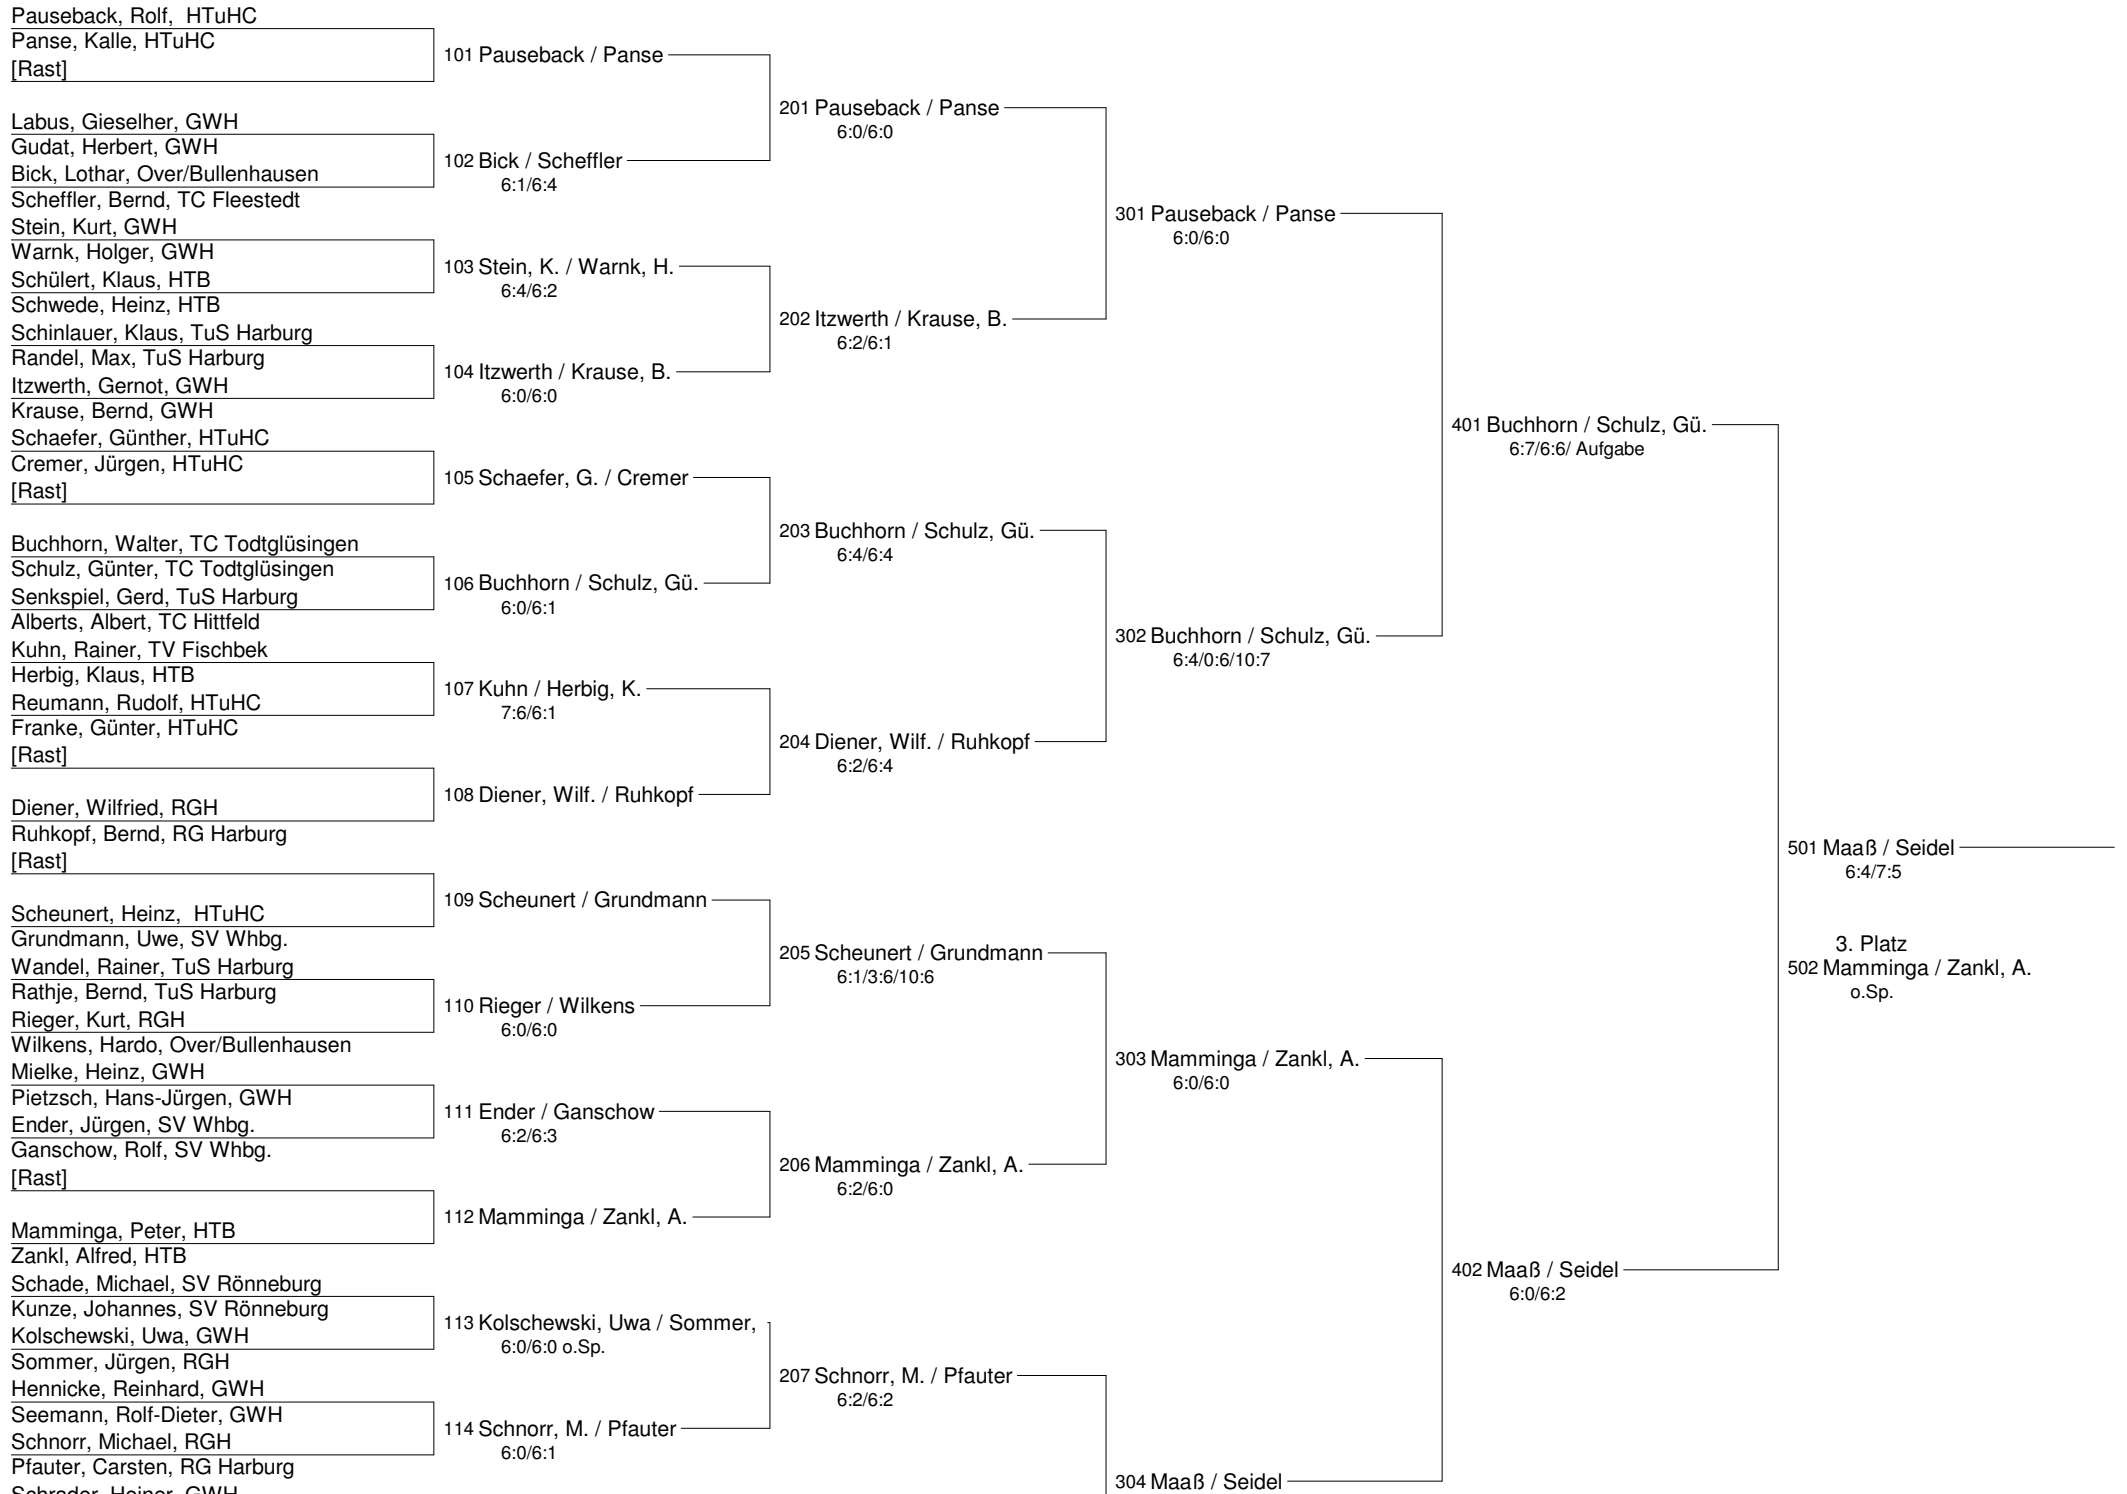 Pauseback, Rolf,  HTuHC
Panse, Kalle, HTuHC
[Rast]
Labus, Gieselher, GWH
Gudat, Herbert, GWH
Bick, Lothar, Over/Bullenhausen
Scheffler, Bernd, TC Fleestedt
Stein, Kurt, GWH
Warnk, Holger, GWH
Schülert, Klaus, HTB
Schwede, Heinz, HTB
Schinlauer, Klaus, TuS Harburg
Randel, Max, TuS Harburg
Itzwerth, Gernot, GWH
Krause, Bernd, GWH
Schaefer, Günther, HTuHC
Cremer, Jürgen, HTuHC
[Rast]
Buchhorn, Walter, TC Todtglüsingen
Schulz, Günter, TC Todtglüsingen
Senkspiel, Gerd, TuS Harburg
Alberts, Albert, TC Hittfeld
Kuhn, Rainer, TV Fischbek
Herbig, Klaus, HTB
Reumann, Rudolf, HTuHC
Franke, Günter, HTuHC
[Rast]
Diener, Wilfried, RGH
Ruhkopf, Bernd, RG Harburg
[Rast]
Scheunert, Heinz,  HTuHC
Grundmann, Uwe, SV Whbg.
Wandel, Rainer, TuS Harburg
Rathje, Bernd, TuS Harburg
Rieger, Kurt, RGH
Wilkens, Hardo, Over/Bullenhausen
Mielke, Heinz, GWH
Pietzsch, Hans-Jürgen, GWH
Ender, Jürgen, SV Whbg.
Ganschow, Rolf, SV Whbg.
[Rast]
Mamminga, Peter, HTB
Zankl, Alfred, HTB
Schade, Michael, SV Rönneburg
Kunze, Johannes, SV Rönneburg
Kolschewski, Uwa, GWH
Sommer, Jürgen, RGH
Hennicke, Reinhard, GWH
Seemann, Rolf-Dieter, GWH
Schnorr, Michael, RGH
Pfauter, Carsten, RG Harburg
Schrader, Heiner, GWH
101 Pauseback / Panse
102 Bick / Scheffler
6:1/6:4
103 Stein, K. / Warnk, H.
6:4/6:2
104 Itzwerth / Krause, B.
6:0/6:0
105 Schaefer, G. / Cremer
106 Buchhorn / Schulz, Gü.
6:0/6:1
107 Kuhn / Herbig, K.
7:6/6:1
108 Diener, Wilf. / Ruhkopf
109 Scheunert / Grundmann
110 Rieger / Wilkens
6:0/6:0
111 Ender / Ganschow
6:2/6:3
112 Mamminga / Zankl, A.
113 Kolschewski, Uwa / Sommer,
6:0/6:0 o.Sp.
114 Schnorr, M. / Pfauter
6:0/6:1
201 Pauseback / Panse
6:0/6:0
202 Itzwerth / Krause, B.
6:2/6:1
203 Buchhorn / Schulz, Gü.
6:4/6:4
204 Diener, Wilf. / Ruhkopf
6:2/6:4
205 Scheunert / Grundmann
6:1/3:6/10:6
206 Mamminga / Zankl, A.
6:2/6:0
207 Schnorr, M. / Pfauter
6:2/6:2
301 Pauseback / Panse
6:0/6:0
302 Buchhorn / Schulz, Gü.
6:4/0:6/10:7
303 Mamminga / Zankl, A.
6:0/6:0
304 Maaß / Seidel
401 Buchhorn / Schulz, Gü.
6:7/6:6/ Aufgabe
402 Maaß / Seidel
6:0/6:2
501 Maaß / Seidel
6:4/7:5
3. Platz
502 Mamminga / Zankl, A.
o.Sp.